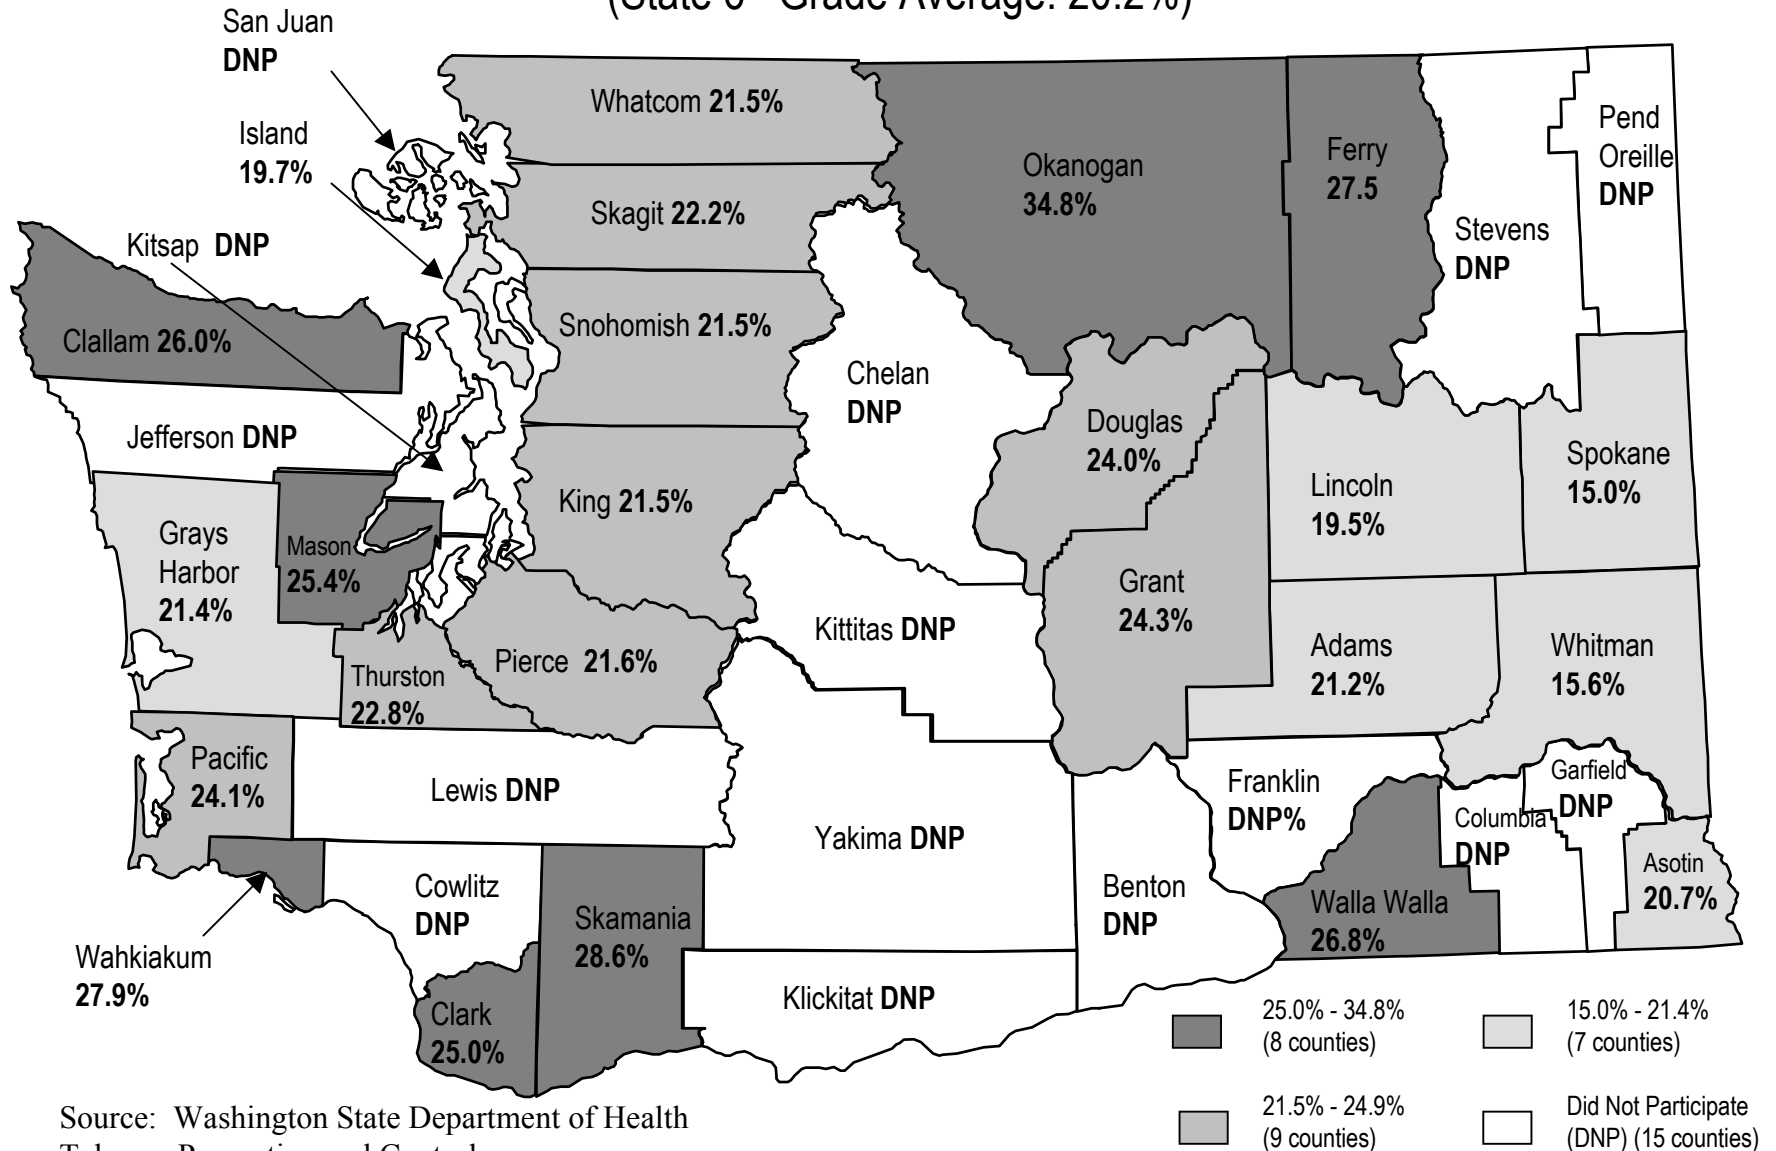 (State 6 Grade Average: 20.2%)
San Juan
DNP
Island
19.7%
Kitsap DNP
Whatcom 21.5%
Skagit 22.2%
Snohomish 21.5%
King 21.5%
Okanogan
34.8%
Ferry
27.5
Stevens
DNP
Pend
Oreille
DNP
Clallam 26.0%
Jefferson DNP
Chelan
DNP
Douglas
24.0%
Lincoln
19.5%
Spokane
15.0%
Grays
Harbor
21.4%
Mason
25.4%
Grant
24.3%
Kittitas DNP
Pierce 21.6%
Thurston
22.8%
Adams
21.2%
Whitman
15.6%
Pacific
24.1%
Lewis DNP
Yakima DNP
Franklin
DNP%
Garfield
DNP
Columbia
DNP
Asotin
20.7%
Cowlitz
DNP
Skamania
28.6%
Benton
DNP
Walla Walla
26.8%
Wahkiakum
27.9%
Clark
25.0%
Klickitat DNP
25.0% - 34.8%
(8 counties)
15.0% - 21.4%
(7 counties)
21.5% - 24.9%
(9 counties)
Did Not Participate
(DNP) (15 counties)
Source: Washington State Department of Health